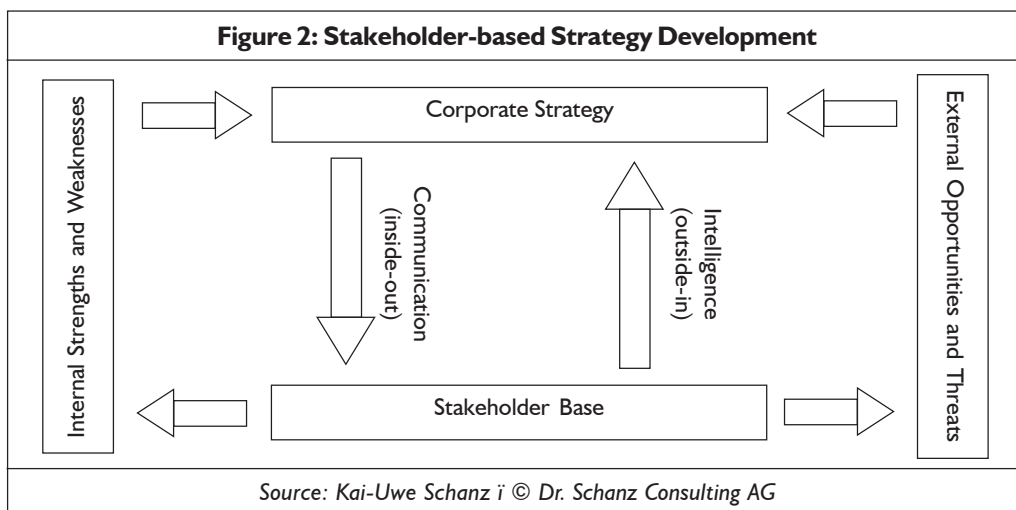 Figure 2: Stakeholder-based Strategy Development
Internal Strengths and Weaknesses
Corporate Strategy
External Opportunities and Threats
Communication
(inside-out)
Intelligence
(outside-in)
Stakeholder Base
Source: Kai-Uwe Schanz ï © Dr. Schanz Consulting AG